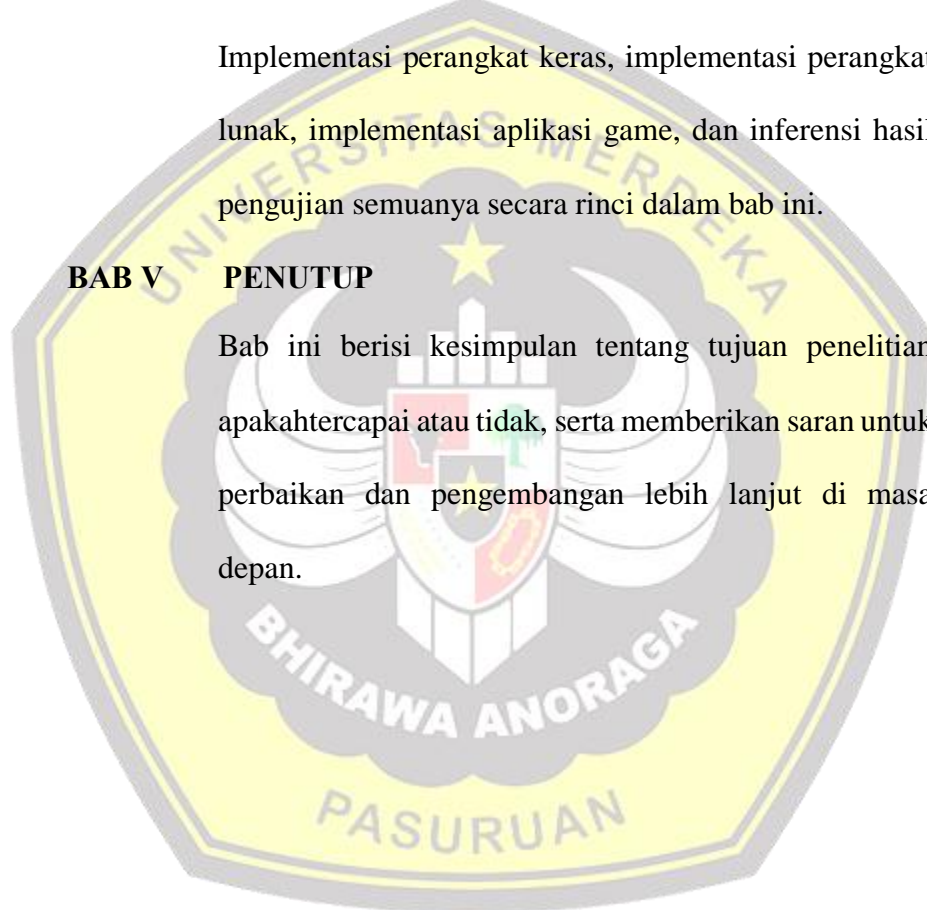 Implementasi perangkat keras, implementasi perangkat
lunak, implementasi aplikasi game, dan inferensi hasil
UNIVERSITAS MERDEKA
pengujian semuanya secara rinci dalam bab ini.
BAB V PENUTUP
Bab ini berisi kesimpulan tentang tujuan penelitian
apakahtercapai atau tidak, serta memberikan saran untuk
perbaikan dan pengembangan lebih lanjut di masa
depan.
BHIRAWA ANORAGA
PASURUAN